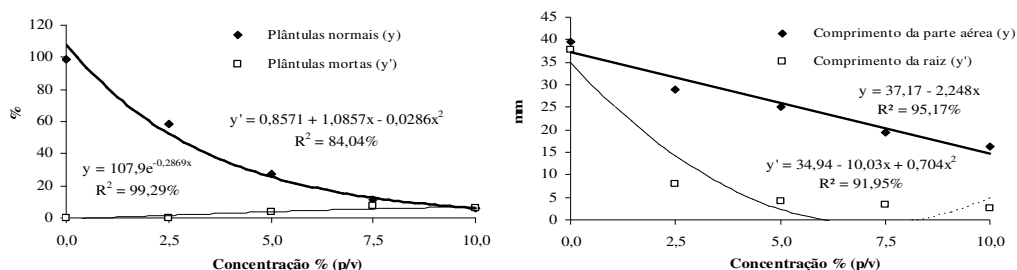 120
100
80
60
40
20
0
%
Plântulas normais (y)
Plântulas mortas (y')
y' = 0,8571 + 1,0857x - 0,0286x²
R² = 84,04%
y = 107,9e^-0,2869x
R² = 99,29%
0,0 2,5 5,0 7,5 10,0
Concentração % (p/v)
45
40
35
30
25
20
15
10
5
0
mm
Comprimento da parte aérea (y)
Comprimento da raiz (y')
y = 37,17 - 2,248x
R² = 95,17%
y' = 34,94 - 10,03x + 0,704x²
R² = 91,95%
0,0 2,5 5,0 7,5 10,0
Concentração % (p/v)